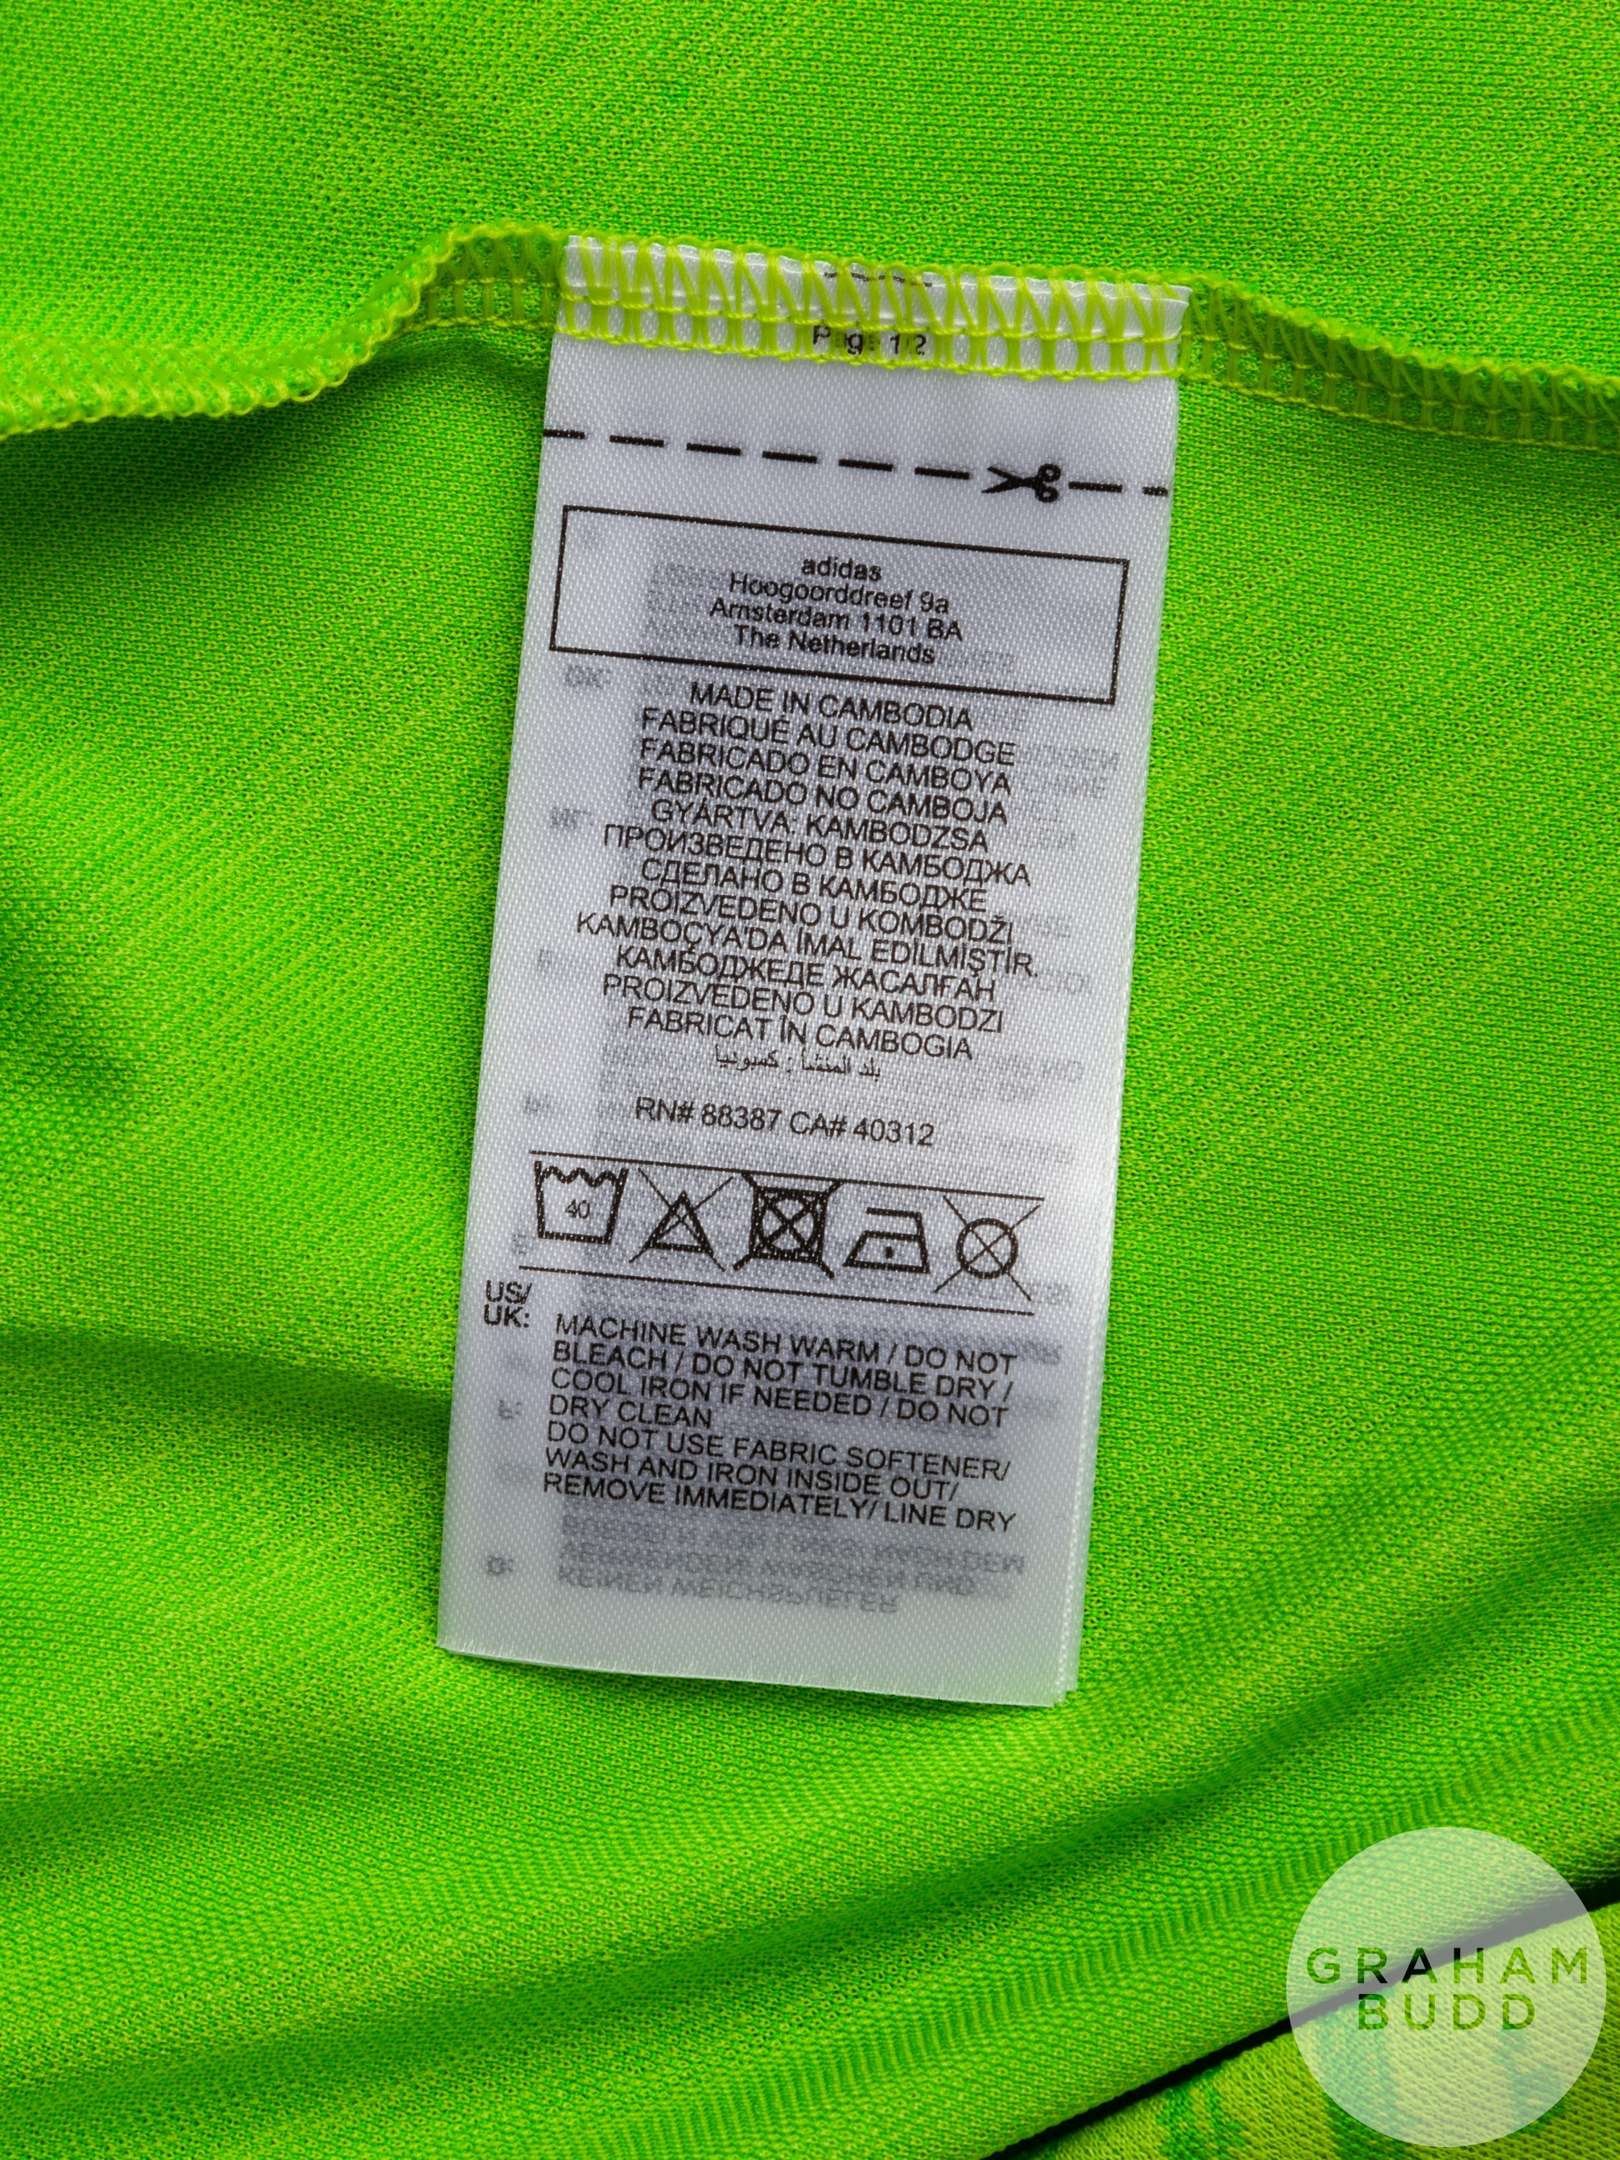 Page 1/2
adidas
Hoogoorddreef 9a
Amsterdam 1101 BA
The Netherlands
MADE IN CAMBODIA
FABRIQUÉ AU CAMBODGE
FABRICADO EN CAMBOYA
FABRICADO NO CAMBOJA
GYÁRTVA: KAMBODZSA
ПРОИЗВЕДЕНО В КАМБОДЖА
СДЕЛАНО В КАМБОДЖЕ
PROIZVEDENO U KOMBODŽI
KAMBOÇYA'DA İMAL EDİLMİŞTİR.
КАМБОДЖЕДЕ ЖАСАЛҒАН
PROIZVEDENO U KAMBODZI
FABRICAT ÎN CAMBOGIA
بلد المنشأ : كمبوديا
RN# 88387 CA# 40312
40
US/
UK:
MACHINE WASH WARM / DO NOT
BLEACH / DO NOT TUMBLE DRY /
COOL IRON IF NEEDED / DO NOT
DRY CLEAN
DO NOT USE FABRIC SOFTENER/
WASH AND IRON INSIDE OUT/
REMOVE IMMEDIATELY/ LINE DRY
GRAHAM
BUDD